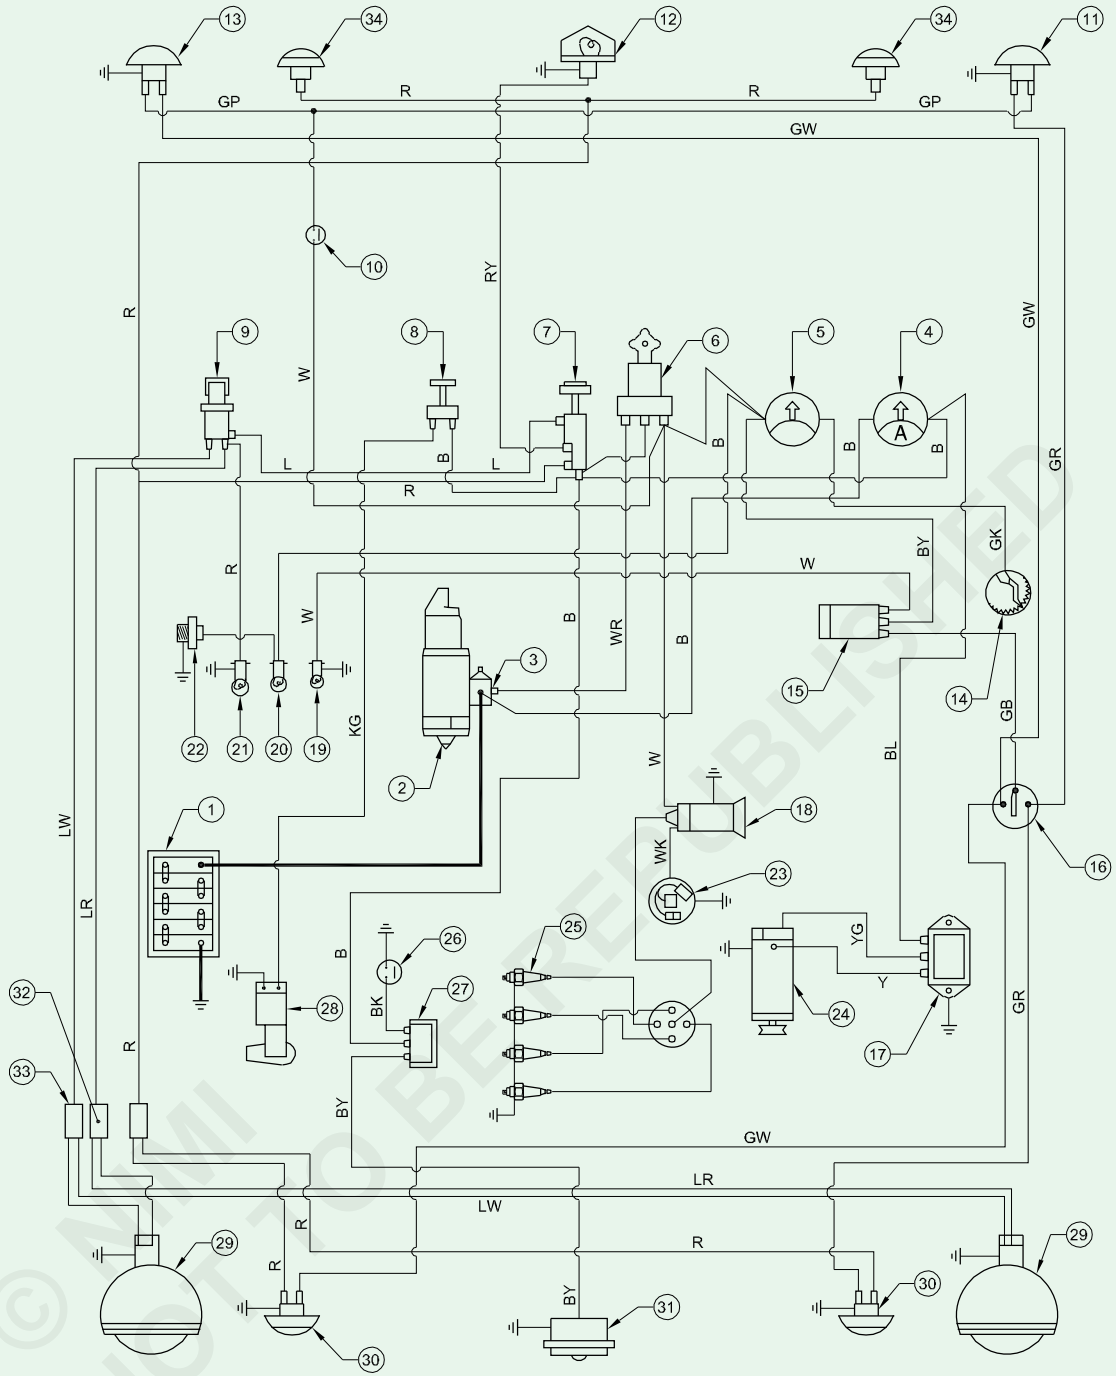 13
34
12
34
11
R
R
GP
GP
GW
10
RY
R
GW
W
9
8
7
6
5
4
A
B
B
B
B
L
L
R
GR
GK
BY
W
R
W
B
WR
B
3
14
15
22
21
20
19
KG
2
GB
BL
W
1
18
LW
WK
23
16
LR
25
26
YG
B
27
BK
Y
32
28
24
17
GR
R
33
BY
GW
LR
LW
R
R
R
29
29
BY
31
30
30
© NIMI
NOT TO BE REPUBLISHED